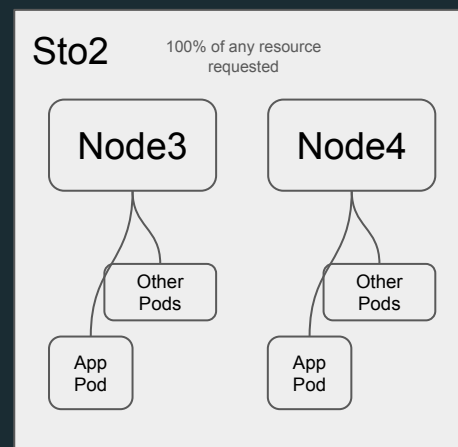 Sto2
100% of any resource
requested
Node3
Node4
Other
Pods
Other
Pods
App
Pod
App
Pod